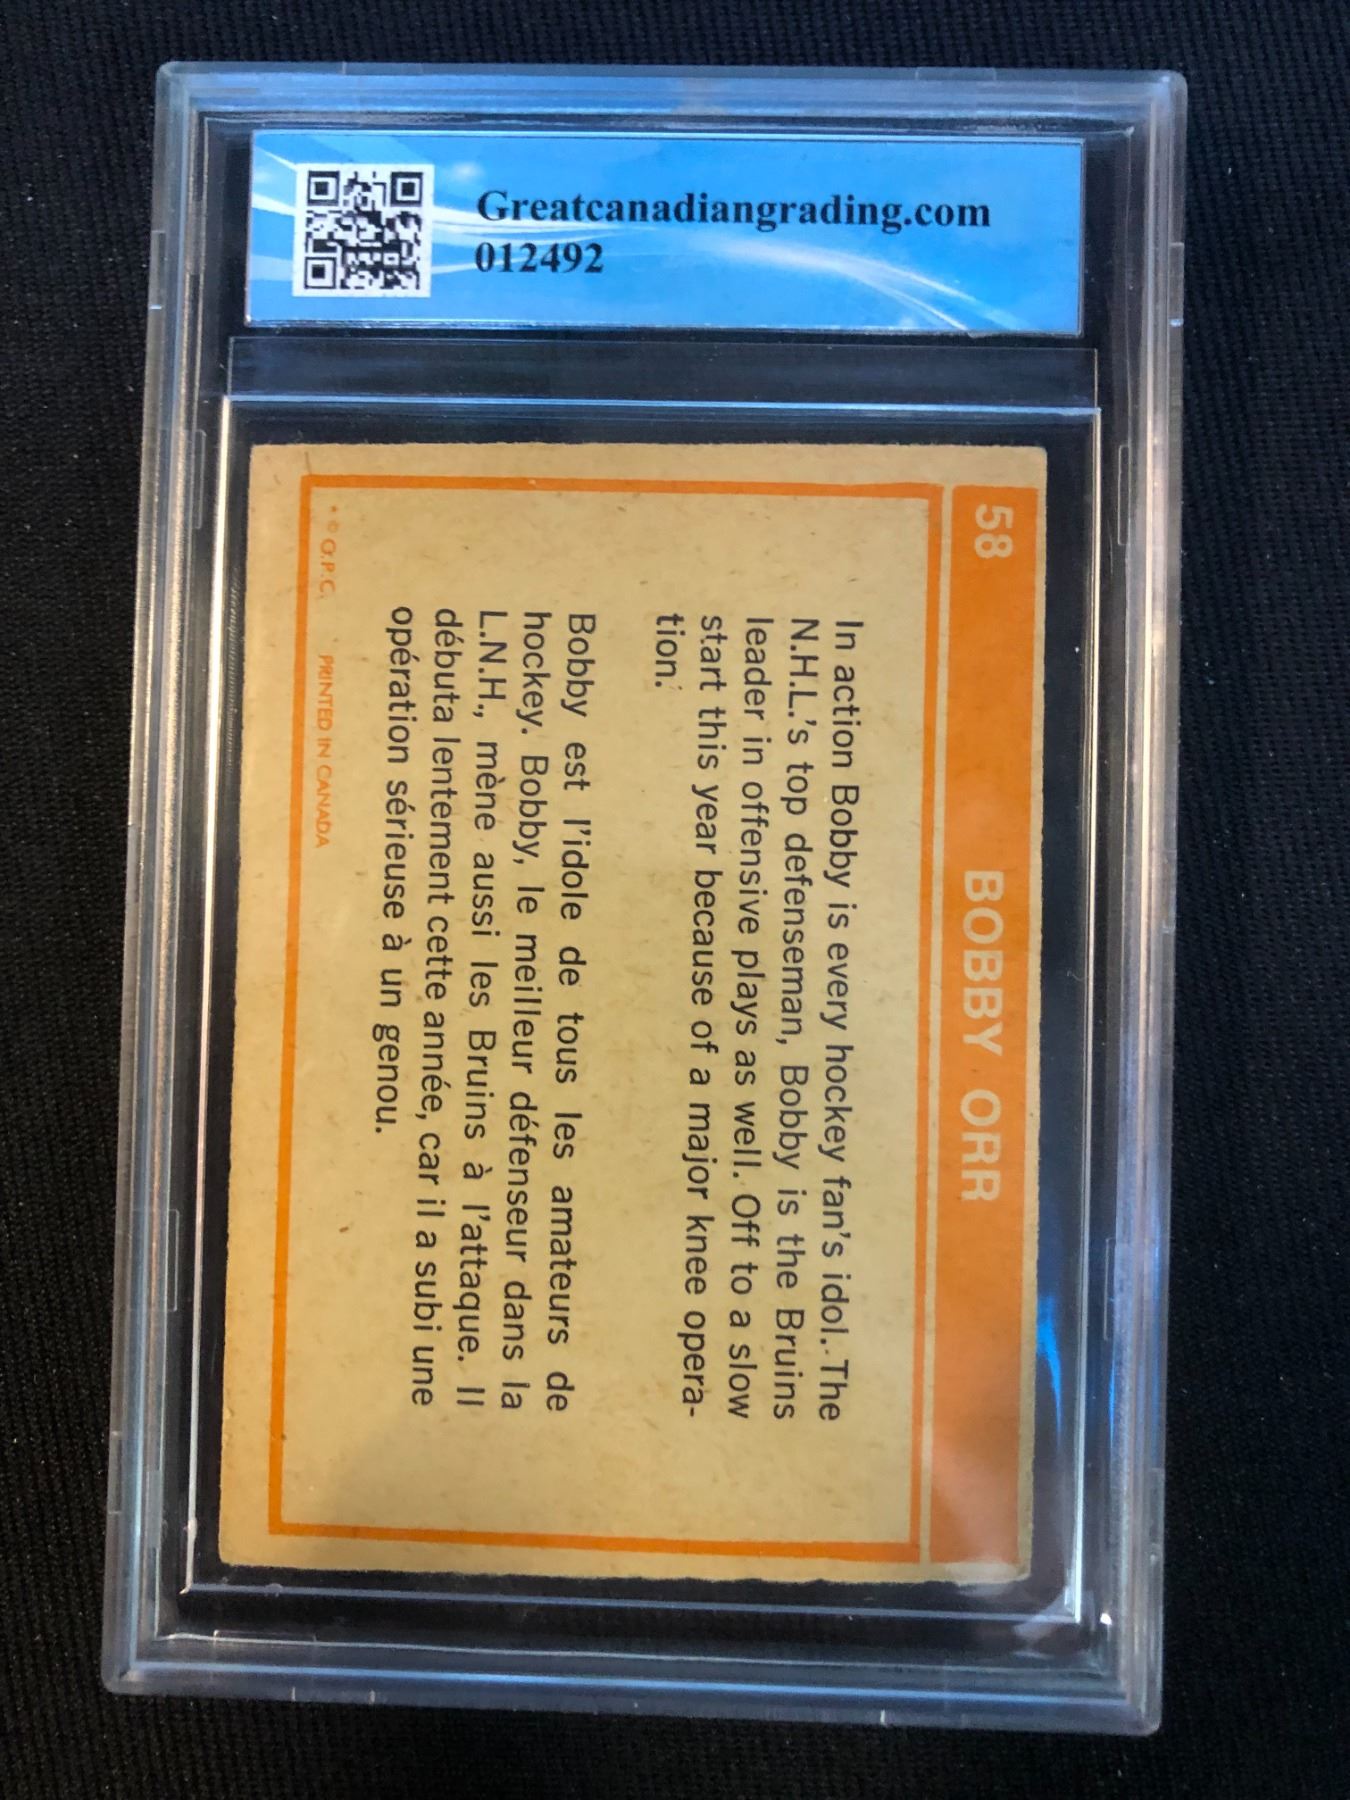 Greatcanadiangrading.com
012492
58 BOBBY ORR
In action Bobby is every hockey fan's idol. The
N.H.L.'s top defenseman, Bobby is the Bruins
leader in offensive plays as well. Off to a slow
start this year because of a major knee opera-
tion.
Bobby est l'idole de tous les amateurs de
hockey. Bobby, le meilleur défenseur dans la
L.N.H., mène aussi les Bruins à l'attaque. Il
débuta lentement cette année, car il a subi une
opération sérieuse à un genou.
* © O.P.C. PRINTED IN CANADA